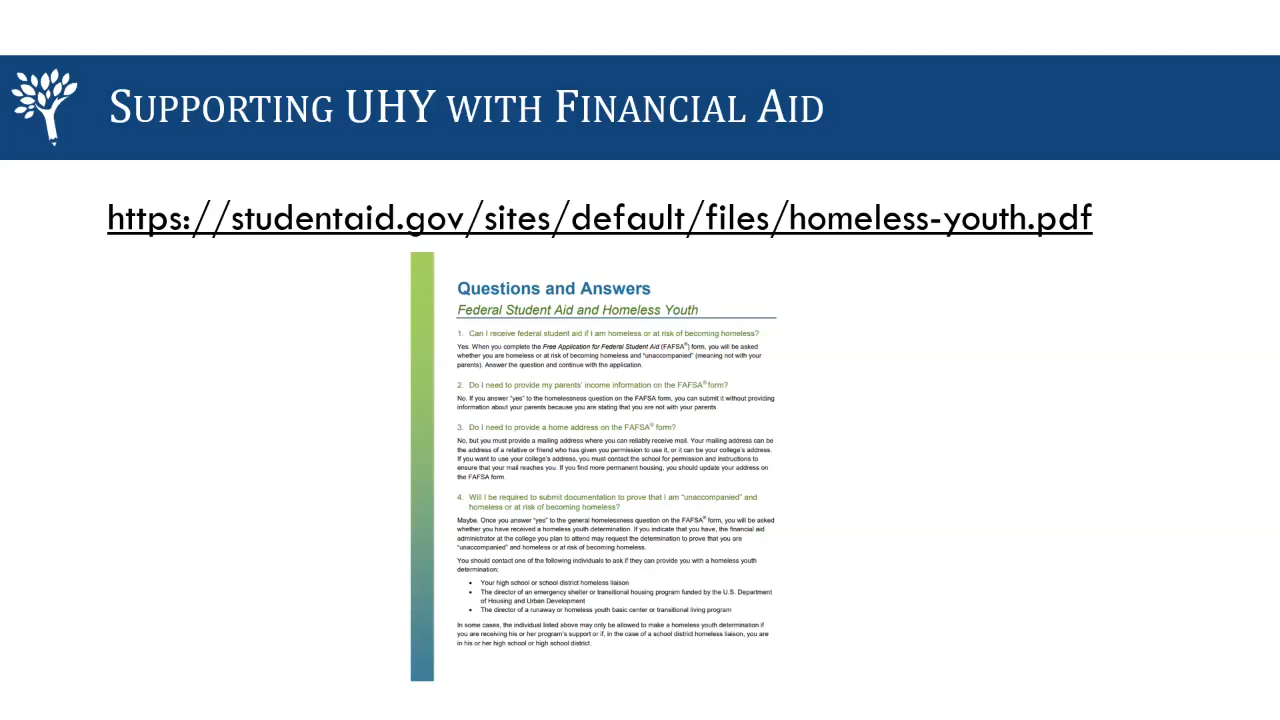 SUPPORTING UHY WITH FINANCIAL AID
https://studentaid.gov/sites/default/files/homeless-youth.pdf
Questions and Answers
Federal Student Aid and Homeless Youth
1. Can I receive federal student aid if I am homeless or at risk of becoming homeless?
Yes. When you complete the Free Application for Federal Student Aid (FAFSA®) form, you will be asked
whether you are homeless or at risk of becoming homeless and “unaccompanied” (meaning not with your
parents). Answer the question and continue with the application.
2. Do I need to provide my parents’ income information on the FAFSA® form?
No. If you answer “yes” to the homelessness question on the FAFSA form, you can submit it without providing
information about your parents because you are stating that you are not with your parents
3. Do I need to provide a home address on the FAFSA® form?
No, but you must provide a mailing address where you can reliably receive mail. Your mailing address can be
the address of a relative or friend who has given you permission to use it, or it can be your college’s address.
If you want to use your college’s address, you must contact the school for permission and instructions to
ensure that your mail reaches you. If you find more permanent housing, you should update your address on
the FAFSA form.
4. Will I be required to submit documentation to prove that I am “unaccompanied” and
homeless or at risk of becoming homeless?
Maybe. Once you answer “yes” to the general homelessness question on the FAFSA® form, you will be asked
whether you have received a homeless youth determination. If you indicate that you have, the financial aid
administrator at the college you plan to attend may request the determination to prove that you are
“unaccompanied” and homeless or at risk of becoming homeless.
You should contact one of the following individuals to ask if they can provide you with a homeless youth
determination:
• Your high school or school district homeless liaison
• The director of an emergency shelter or transitional housing program funded by the U.S. Department
of Housing and Urban Development
• The director of a runaway or homeless youth basic center or transitional living program
In some cases, the individual listed above may only be allowed to make a homeless youth determination if
you are receiving his or her program’s support or if, in the case of a school district homeless liaison, you are
in his or her high school or high school district.